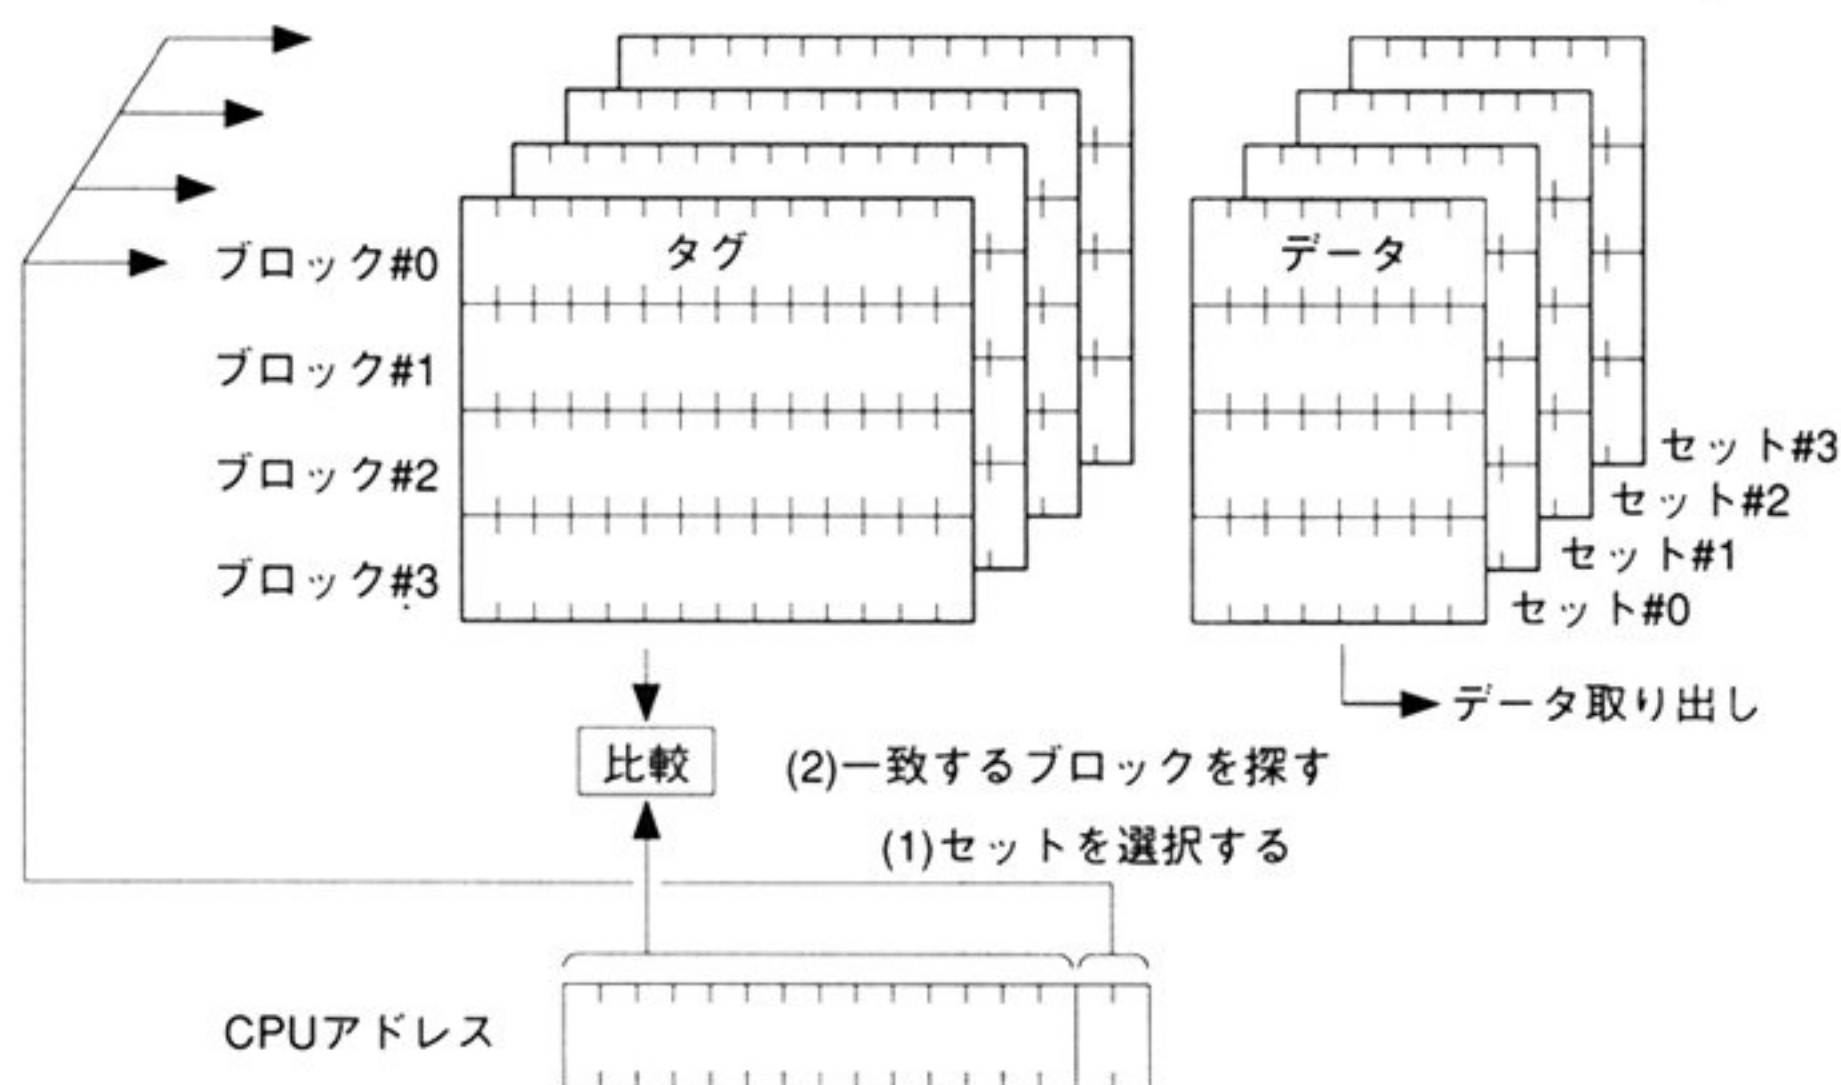 タグ
データ
ブロック#0
ブロック#1
ブロック#2
ブロック#3
セット#3
セット#2
セット#1
セット#0
データ取り出し
比較
(2)一致するブロックを探す
(1)セットを選択する
CPUアドレス